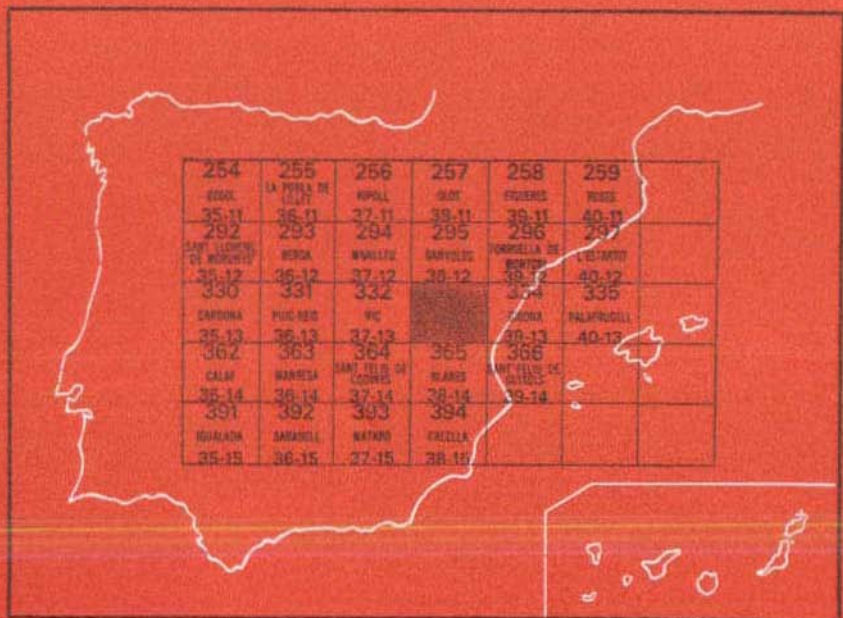 254 255 256 257 258 259
GOSOL LA POBLA DE LILLET RIPOLL OLOT FIGUERES ROSES
35-11 36-11 37-11 38-11 39-11 40-11
292 293 294 295 296 297
SANT LLORENÇ DE MORUNYS BERGA MANLLEU BANYOLES TORROELLA DE MONTGRI L'ESTARTIT
35-12 36-12 37-12 38-12 39-12 40-12
330 331 332 334 335
CARDONA PUIG-REIG VIC GIRONA PALAFRUGELL
35-13 36-13 37-13 39-13 40-13
362 363 364 365 366
CALAF MANRESA SANT FELIU DE CODINES BLANES SANT FELIU DE GUIXOLS
35-14 36-14 37-14 38-14 39-14
391 392 393 394
IGUALADA SABADELL MATARO CALELLA
35-15 36-15 37-15 38-15